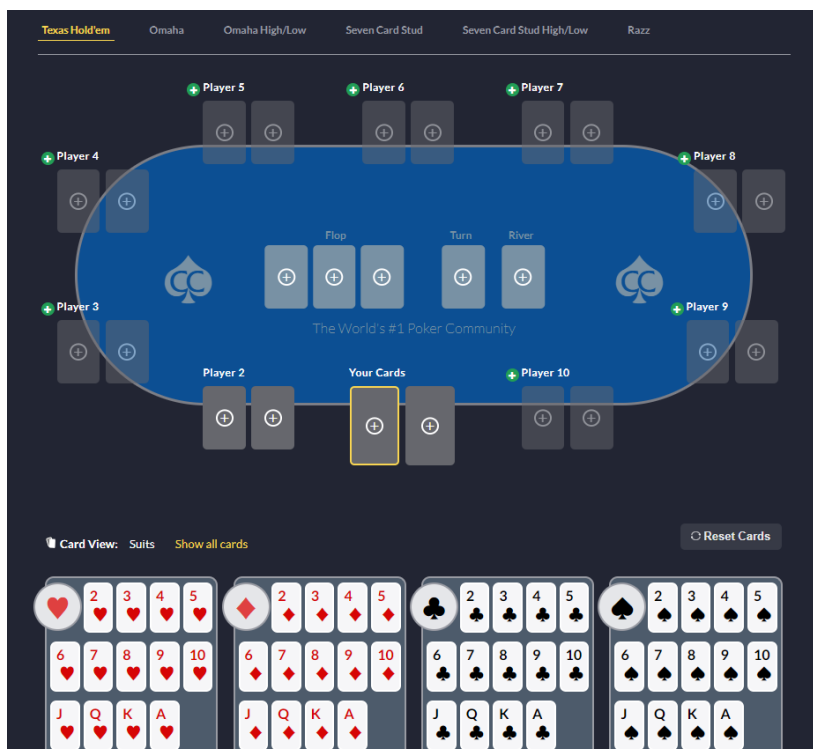 Texas Hold'em Omaha Omaha High/Low Seven Card Stud Seven Card Stud High/Low Razz
Player 5 Player 6 Player 7
Player 4 Player 8
Flop Turn River
CC CC
Player 3 Player 9
The World's #1 Poker Community
Player 2 Your Cards Player 10
Card View: Suits Show all cards Reset Cards
2 3 4 5 2 3 4 5 2 3 4 5 2 3 4 5
6 7 8 9 10 6 7 8 9 10 6 7 8 9 10 6 7 8 9 10
J Q K A J Q K A J Q K A J Q K A